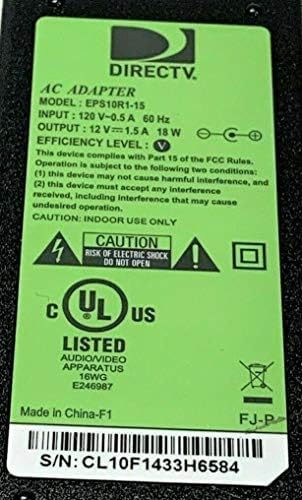 DIRECTV
AC ADAPTER
MODEL: EPS10R1-15
INPUT: 120 V~0.5 A 60 Hz
OUTPUT: 12 V⎓1.5 A 18 W
EFFICIENCY LEVEL: V
This device complies with Part 15 of the FCC Rules.
Operation is subject to the following two conditions:
(1) this device may not cause harmful interference, and
(2) this device must accept any interference
received, including interference that may cause
undesired operation.
CAUTION: INDOOR USE ONLY
CAUTION
RISK OF ELECTRIC SHOCK
DO NOT OPEN
C UL US
LISTED
AUDIO/VIDEO
APPARATUS
16WG
E246987
Made in China-F1
FJ-P
S/N: CL10F1433H6584